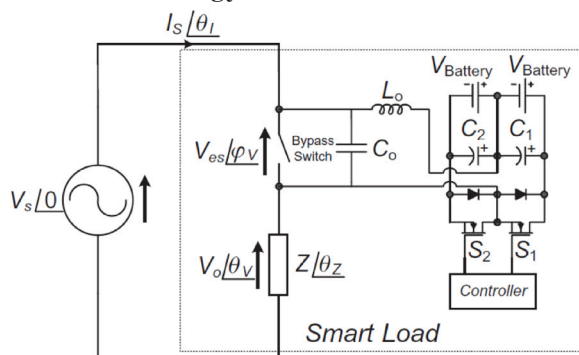 I_S/θ_I
V_Battery V_Battery
L_o
C_2 C_1
V_es/φ_V Bypass Switch C_o
V_s/0
S_2 S_1
V_o/θ_V Z/θ_Z
Controller
Smart Load